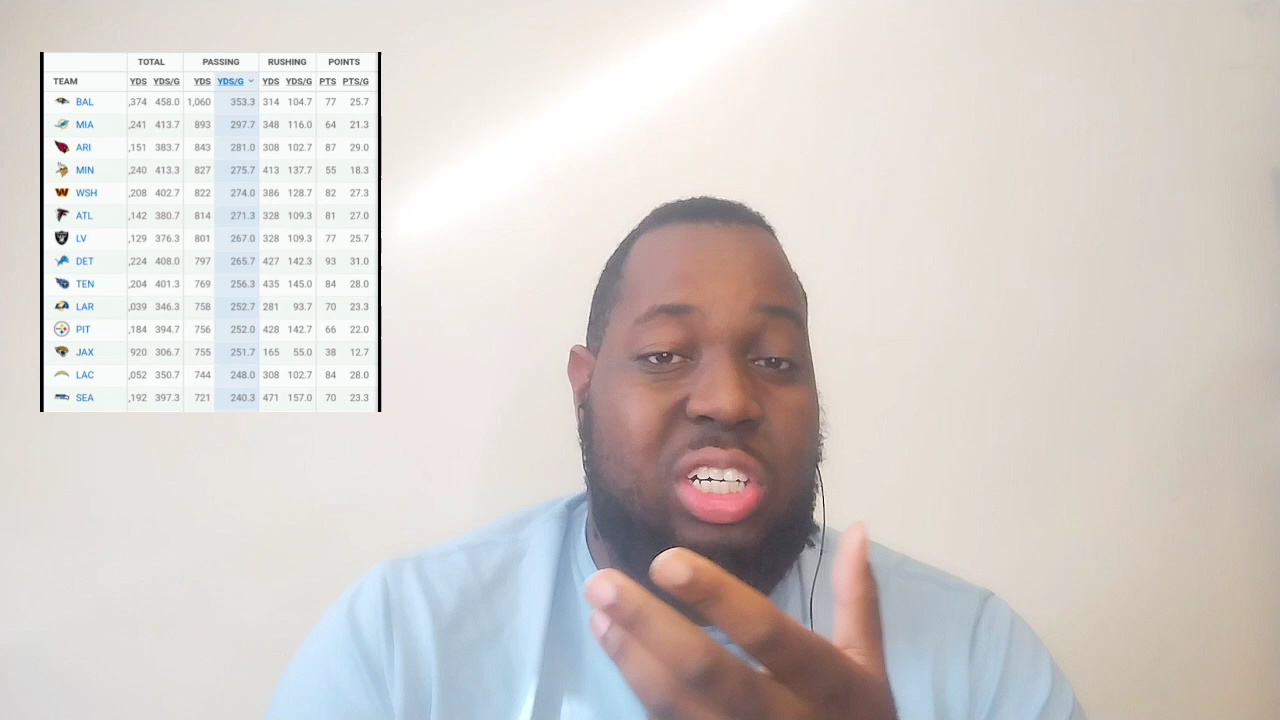 TOTAL PASSING RUSHING POINTS
TEAM YDS YDS/G YDS YDS/G YDS YDS/G PTS PTS/G
BAL ,374 458.0 1,060 353.3 314 104.7 77 25.7
MIA ,241 413.7 893 297.7 348 116.0 64 21.3
ARI ,151 383.7 843 281.0 308 102.7 87 29.0
MIN ,240 413.3 827 275.7 413 137.7 55 18.3
WSH ,208 402.7 822 274.0 386 128.7 82 27.3
ATL ,142 380.7 814 271.3 328 109.3 81 27.0
LV ,129 376.3 801 267.0 328 109.3 77 25.7
DET ,224 408.0 797 265.7 427 142.3 93 31.0
TEN ,204 401.3 769 256.3 435 145.0 84 28.0
LAR ,039 346.3 758 252.7 281 93.7 70 23.3
PIT ,184 394.7 756 252.0 428 142.7 66 22.0
JAX 920 306.7 755 251.7 165 55.0 38 12.7
LAC ,052 350.7 744 248.0 308 102.7 84 28.0
SEA ,192 397.3 721 240.3 471 157.0 70 23.3